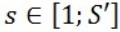 s ∈ [1; S′]